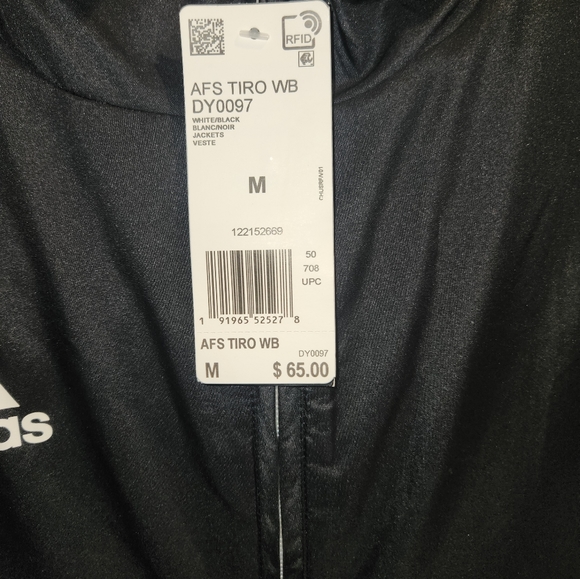 RFID
AFS TIRO WB
DY0097
WHITE/BLACK
BLANC/NOIR
JACKETS
VESTE
M
122152669
50
708
UPC
1 91965 52527 8
AFS TIRO WB
DY0097
M $ 65.00
as